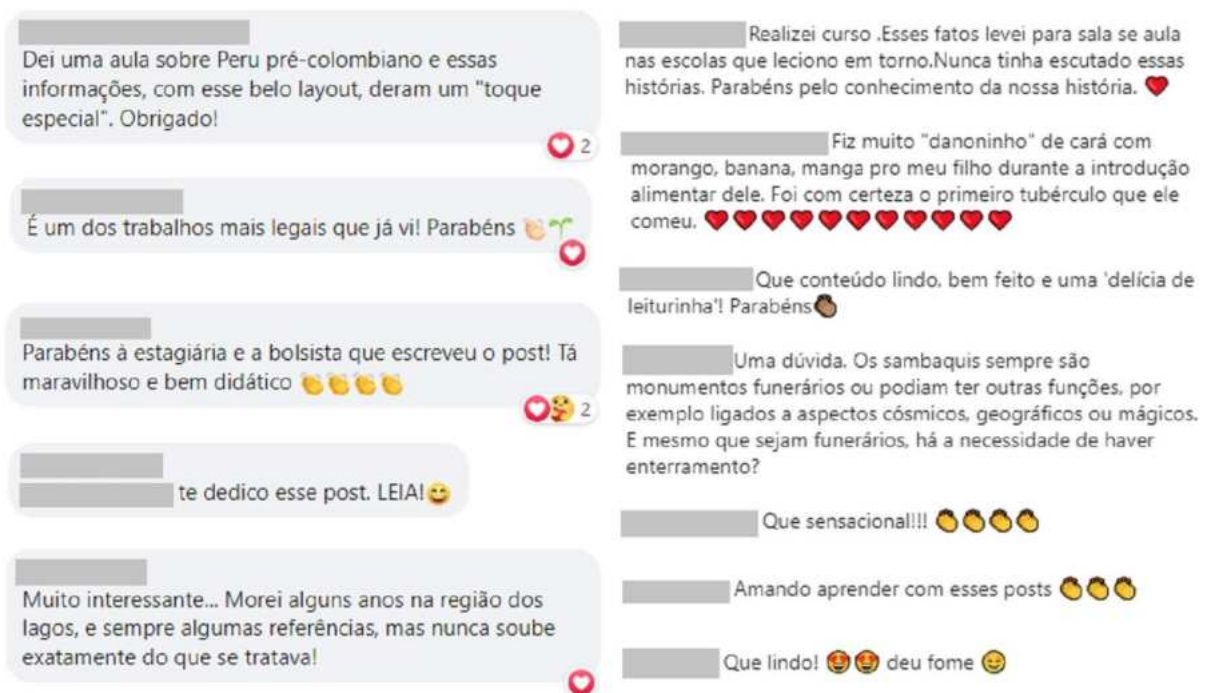 Dei uma aula sobre Peru pré-colombiano e essas
informações, com esse belo layout, deram um "toque
especial". Obrigado!
2
É um dos trabalhos mais legais que já vi! Parabéns 👏🏻🌱
Parabéns à estagiária e a bolsista que escreveu o post! Tá
maravilhoso e bem didático 👏👏👏👏
2
te dedico esse post. LEIA!😄
Muito interessante... Morei alguns anos na região dos
lagos, e sempre algumas referências, mas nunca soube
exatamente do que se tratava!
Realizei curso .Esses fatos levei para sala se aula
nas escolas que leciono em torno.Nunca tinha escutado essas
histórias. Parabéns pelo conhecimento da nossa história. ❤️
Fiz muito "danoninho" de cará com
morango, banana, manga pro meu filho durante a introdução
alimentar dele. Foi com certeza o primeiro tubérculo que ele
comeu. ❤️❤️❤️❤️❤️❤️❤️❤️❤️❤️❤️
Que conteúdo lindo, bem feito e uma 'delícia de
leiturinha'! Parabéns👏🏽
Uma dúvida. Os sambaquis sempre são
monumentos funerários ou podiam ter outras funções, por
exemplo ligados a aspectos cósmicos, geográficos ou mágicos.
E mesmo que sejam funerários, há a necessidade de haver
enterramento?
Que sensacional!!! 👏👏👏👏
Amando aprender com esses posts 👏👏👏
Que lindo! 🤩🤩 deu fome 😊